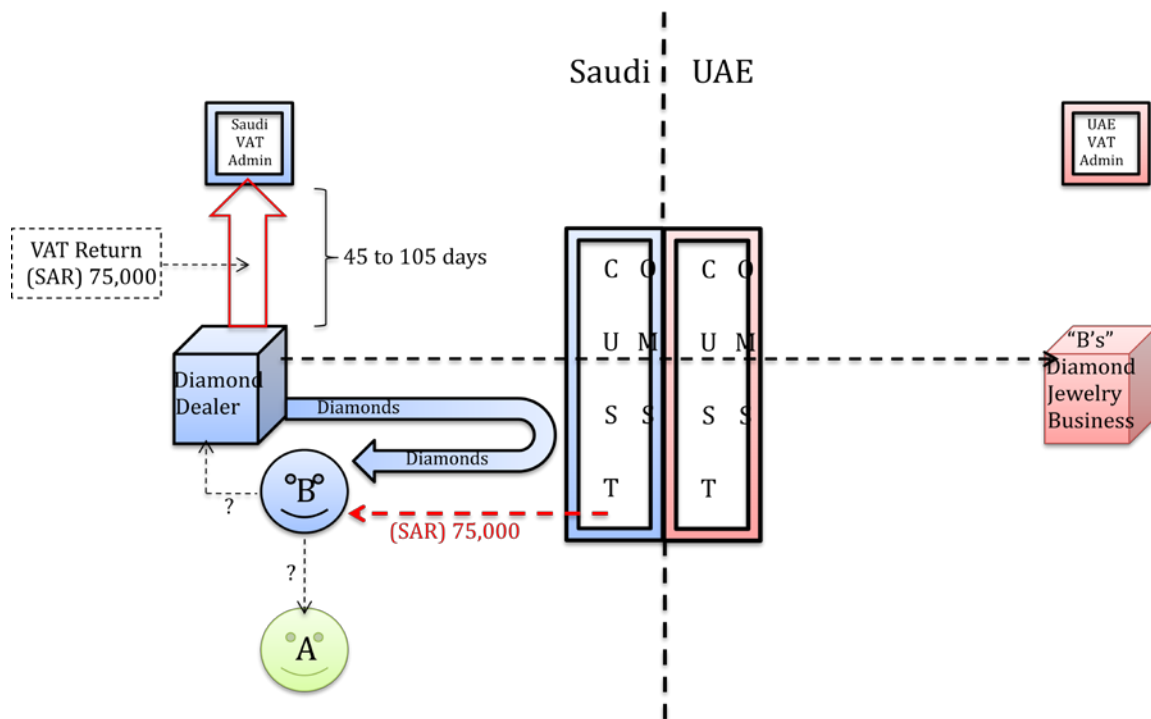 Saudi
UAE
Saudi
VAT
Admin
UAE
VAT
Admin
VAT Return
(SAR) 75,000
45 to 105 days
C O
U M
S S
T
C O
U M
S S
T
Diamond
Dealer
"B's"
Diamond
Jewelry
Business
Diamonds
Diamonds
B
?
(SAR) 75,000
?
A